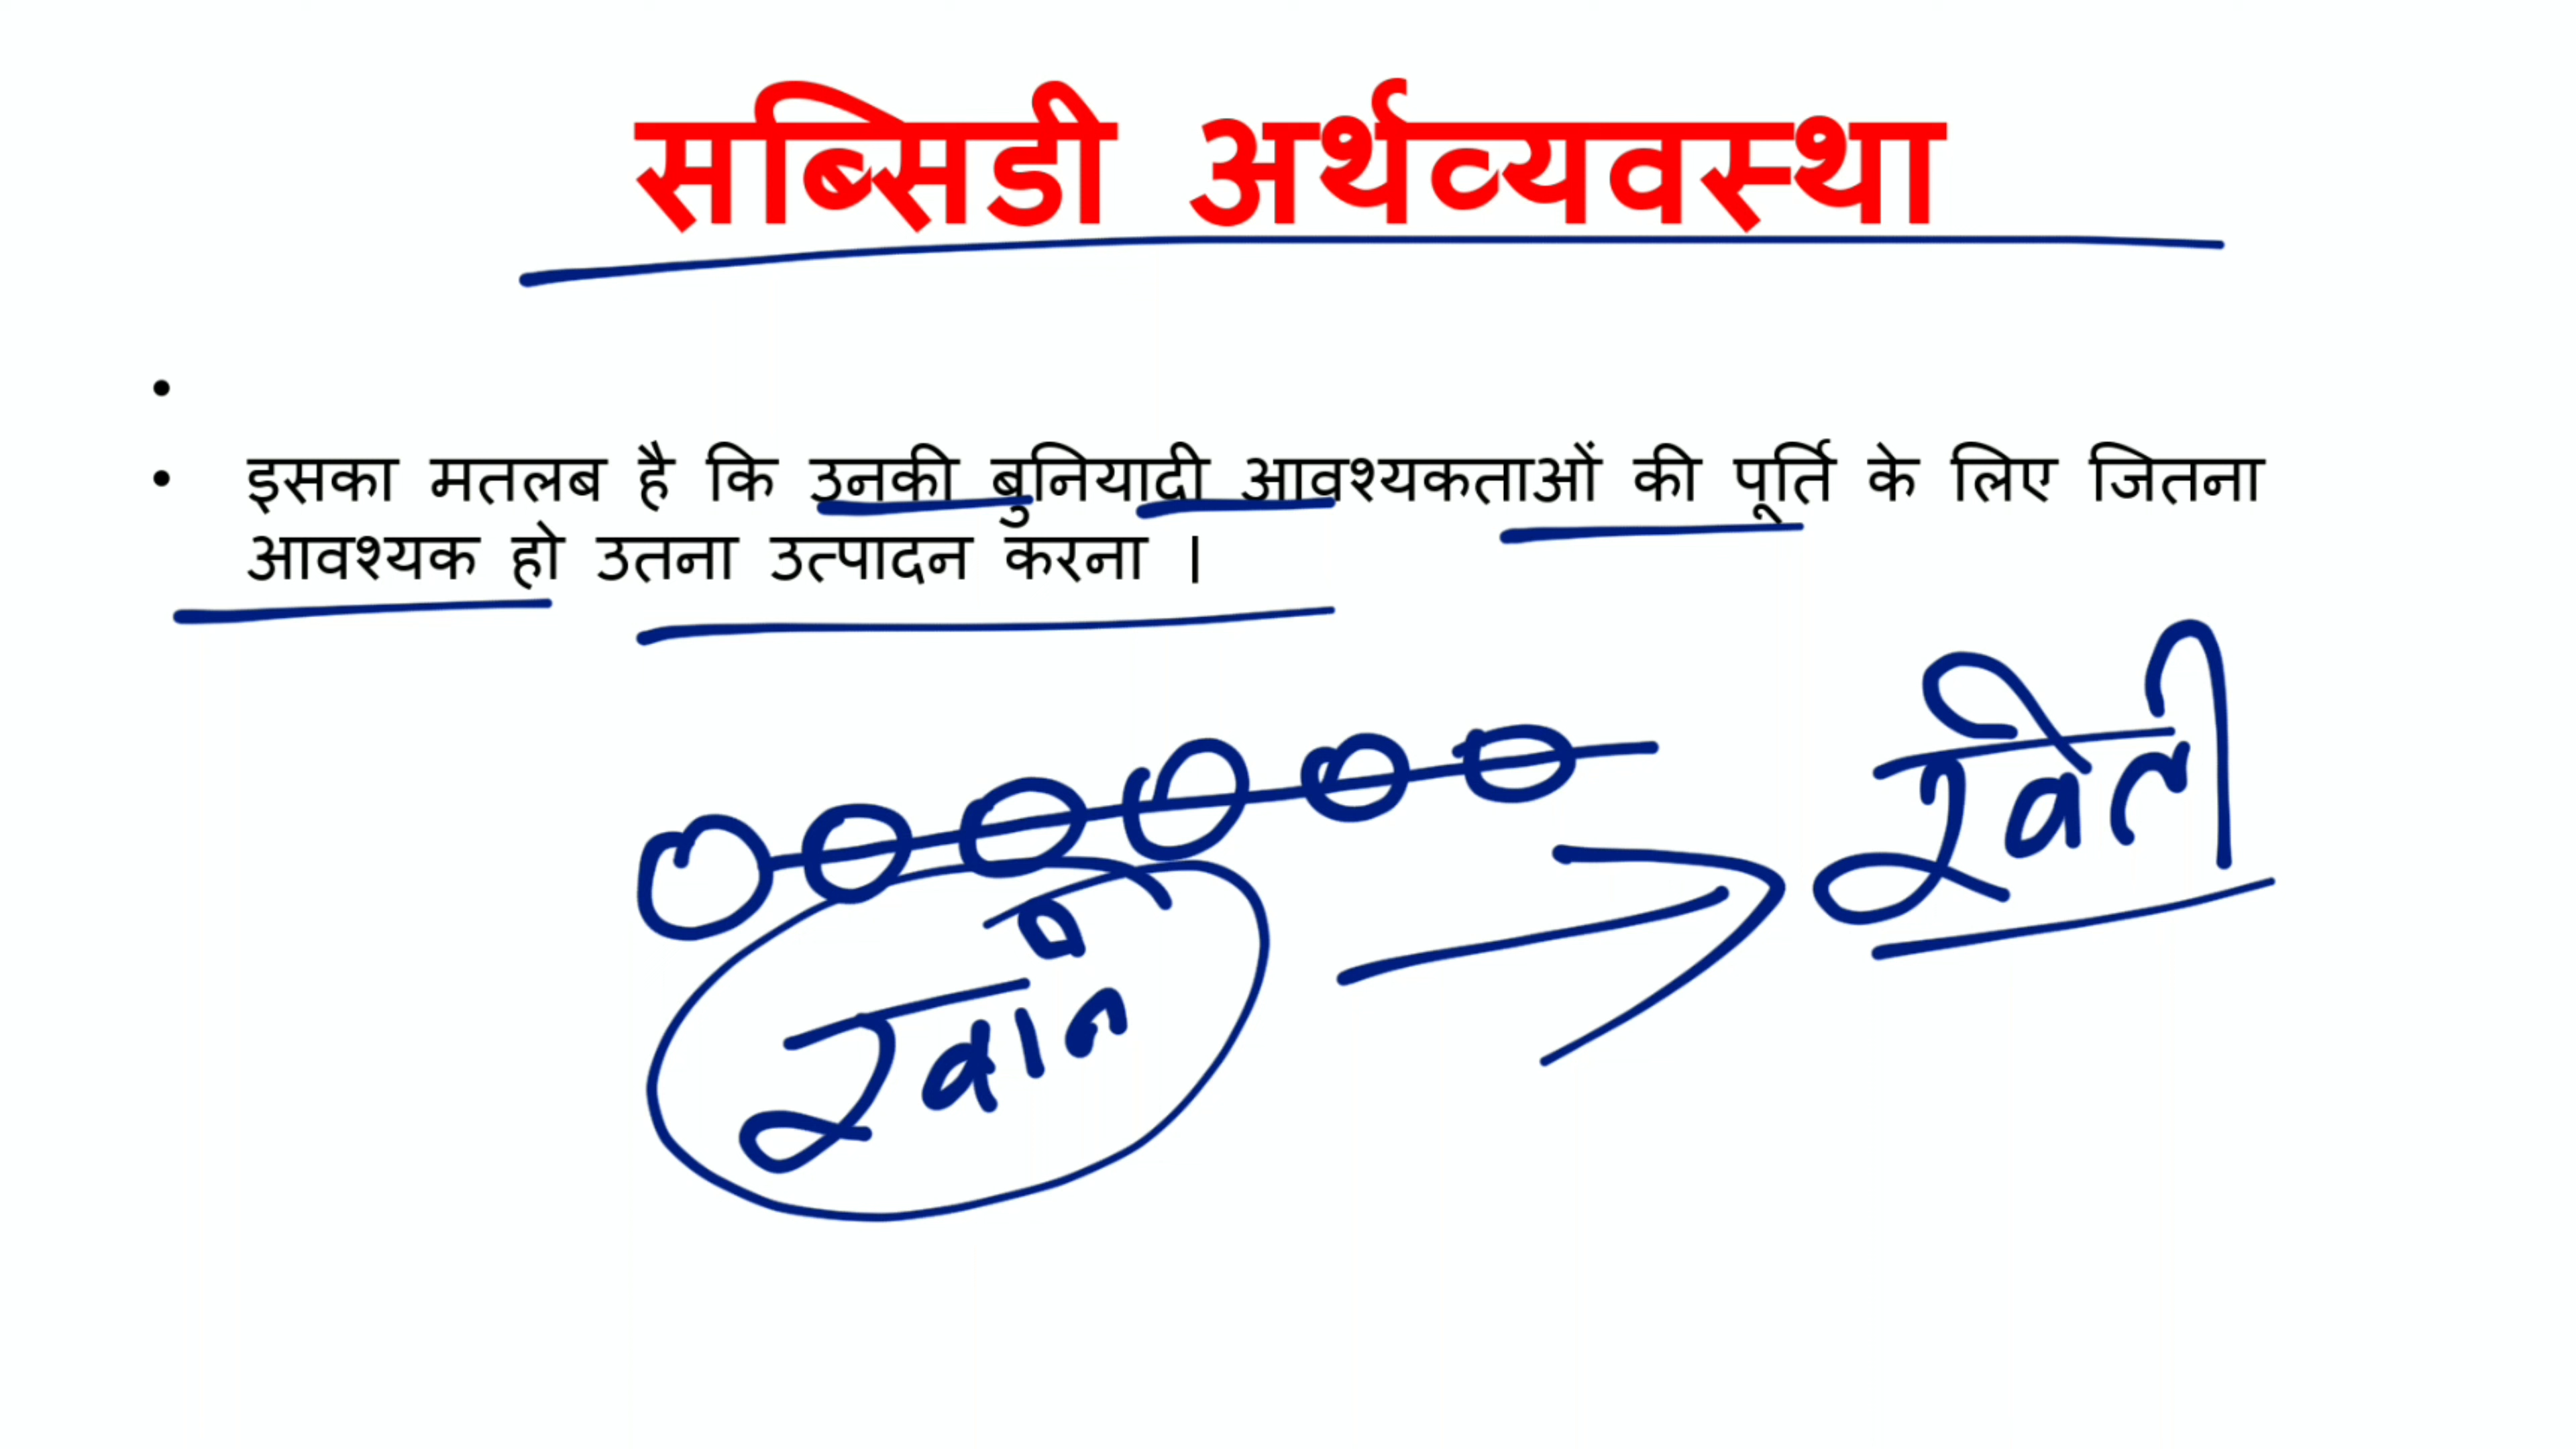 सब्सिडी अर्थव्यवस्था
•
• इसका मतलब है कि उनकी बुनियादी आवश्यकताओं की पूर्ति के लिए जितना
आवश्यक हो उतना उत्पादन करना ।
खेती